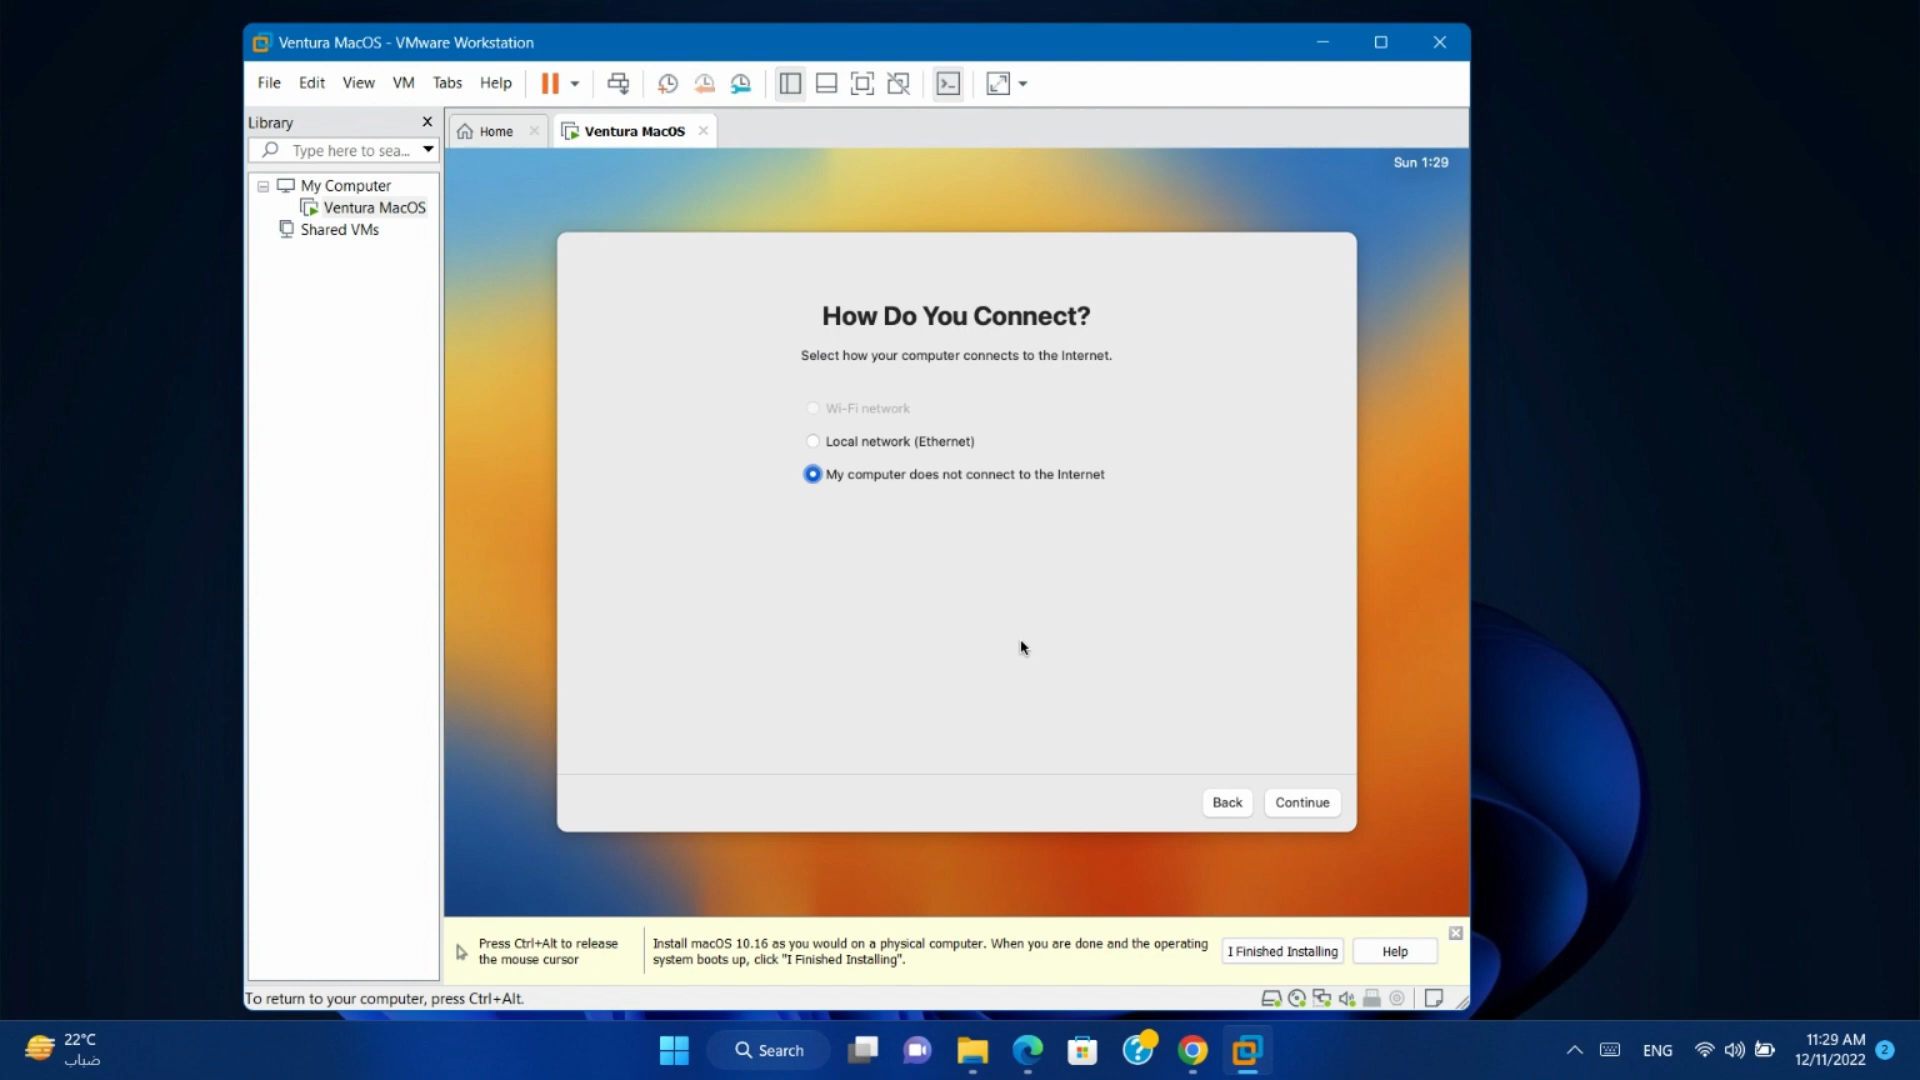 Ventura MacOS - VMware Workstation
File Edit View VM Tabs Help
Library
Type here to sea...
My Computer
Ventura MacOS
Shared VMs
Home
Ventura MacOS
Sun 1:29
How Do You Connect?
Select how your computer connects to the Internet.
Wi-Fi network
Local network (Ethernet)
My computer does not connect to the Internet
Back
Continue
Press Ctrl+Alt to release
the mouse cursor
Install macOS 10.16 as you would on a physical computer. When you are done and the operating
system boots up, click "I Finished Installing".
I Finished Installing
Help
To return to your computer, press Ctrl+Alt.
22°C
ضباب
Search
ENG
11:29 AM
12/11/2022
2